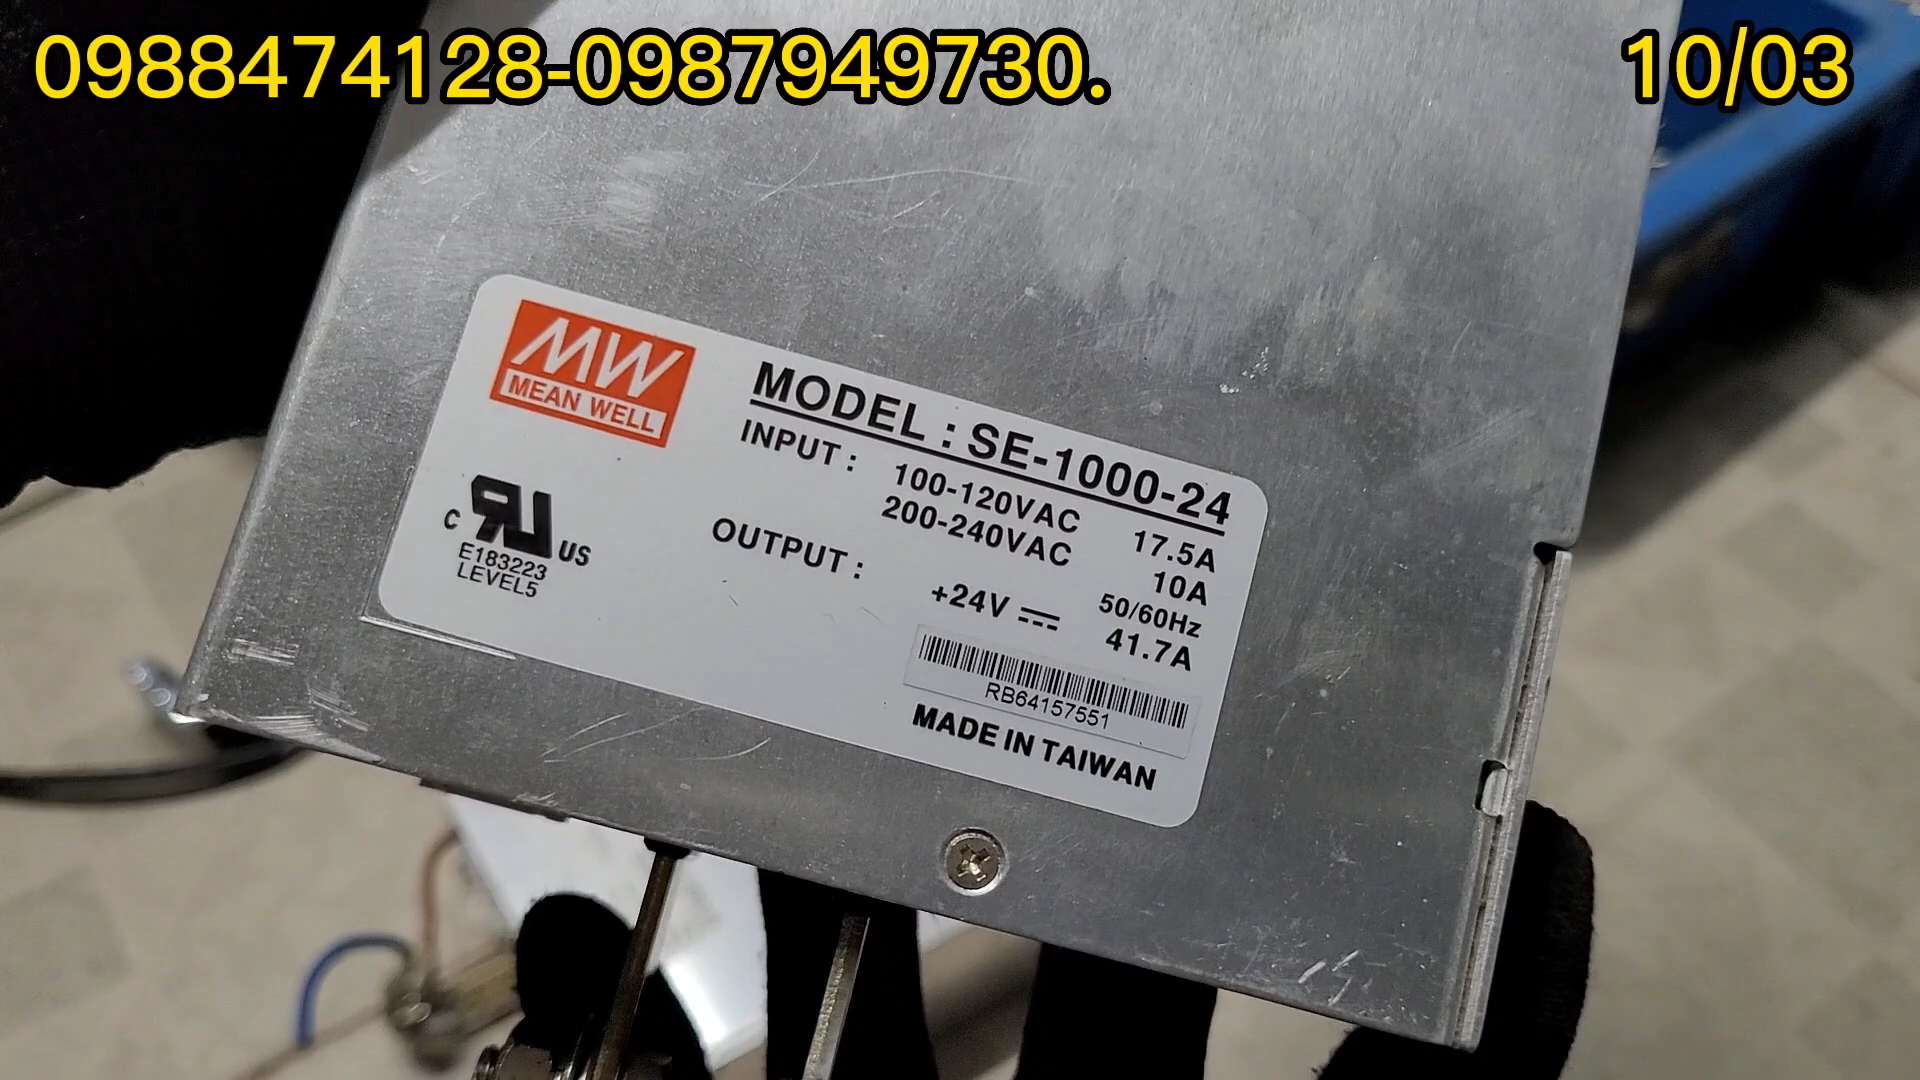 0988474128-0987949730.
10/03
MW
MEAN WELL
MODEL : SE-1000-24
INPUT : 100-120VAC 17.5A
200-240VAC 10A
50/60Hz
OUTPUT : +24V 41.7A
C RU US
E183223
LEVEL5
RB64157551
MADE IN TAIWAN